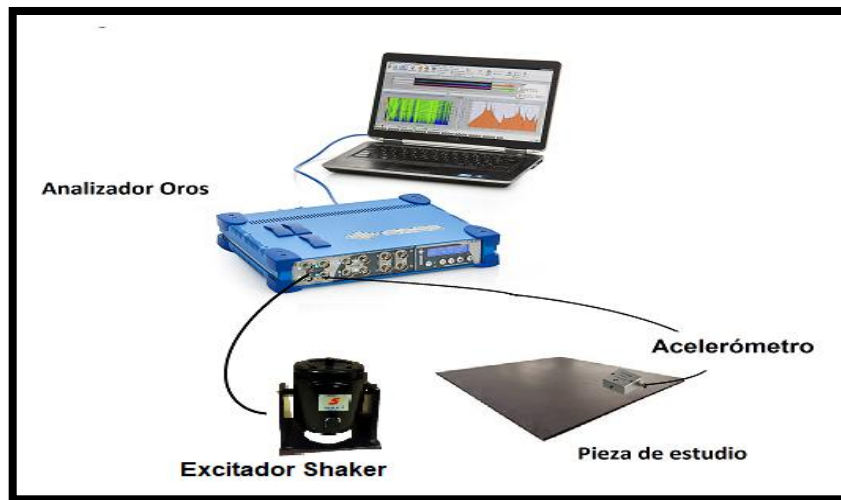 Analizador Oros
Acelerómetro
Excitador Shaker
Pieza de estudio